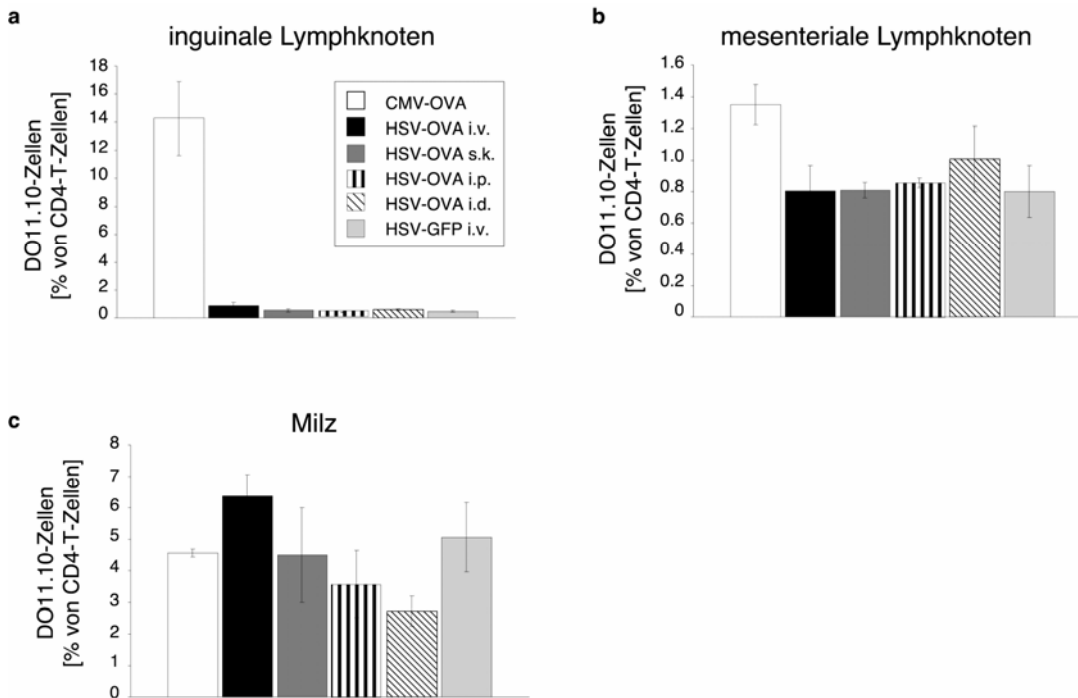 a
inguinale Lymphknoten
DO11.10-Zellen
[% von CD4-T-Zellen]
18
16
14
12
10
8
6
4
2
0
CMV-OVA
HSV-OVA i.v.
HSV-OVA s.k.
HSV-OVA i.p.
HSV-OVA i.d.
HSV-GFP i.v.
b
mesenteriale Lymphknoten
DO11.10-Zellen
[% von CD4-T-Zellen]
1.6
1.4
1.2
1.0
0.8
0.6
0.4
0.2
0
c
Milz
DO11.10-Zellen
[% von CD4-T-Zellen]
8
7
6
5
4
3
2
1
0